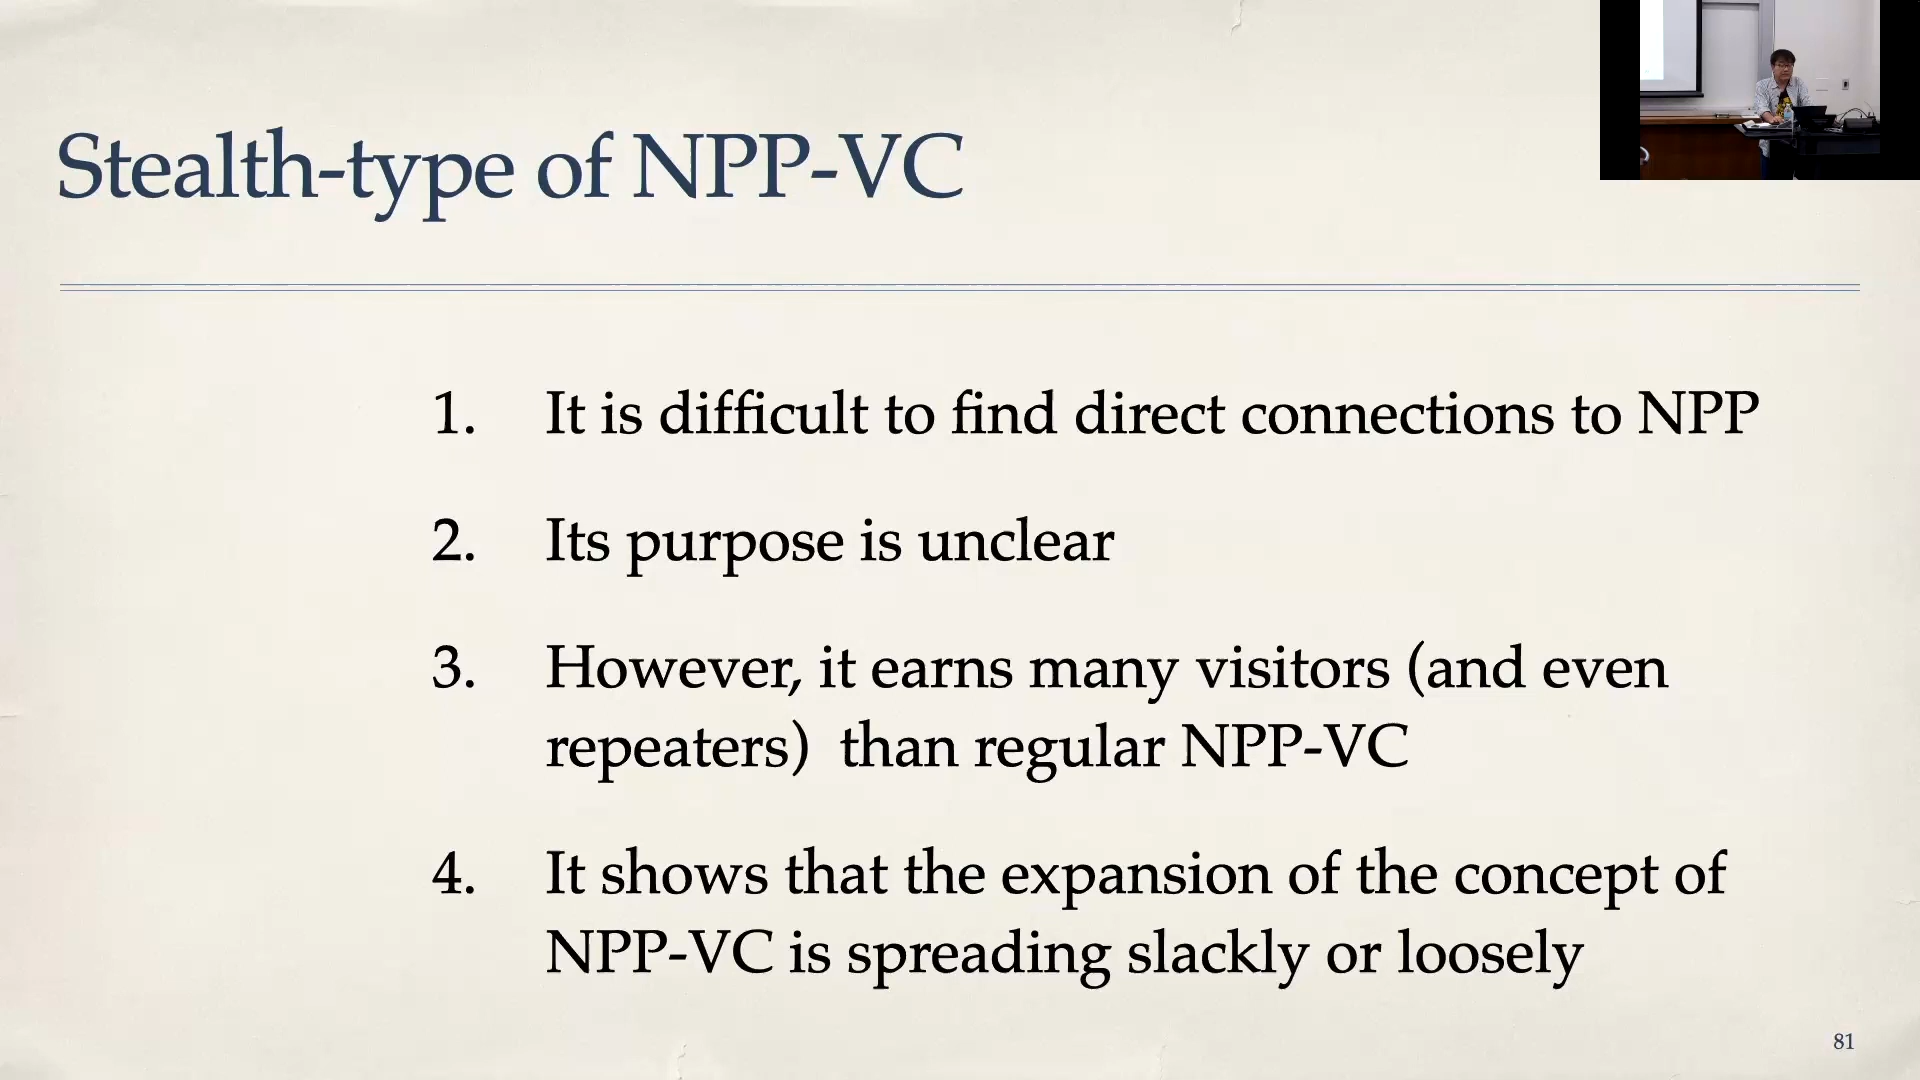 Stealth-type of NPP-VC
1. It is difficult to find direct connections to NPP
2. Its purpose is unclear
3. However, it earns many visitors (and even
repeaters)  than regular NPP-VC
4. It shows that the expansion of the concept of
NPP-VC is spreading slackly or loosely
81